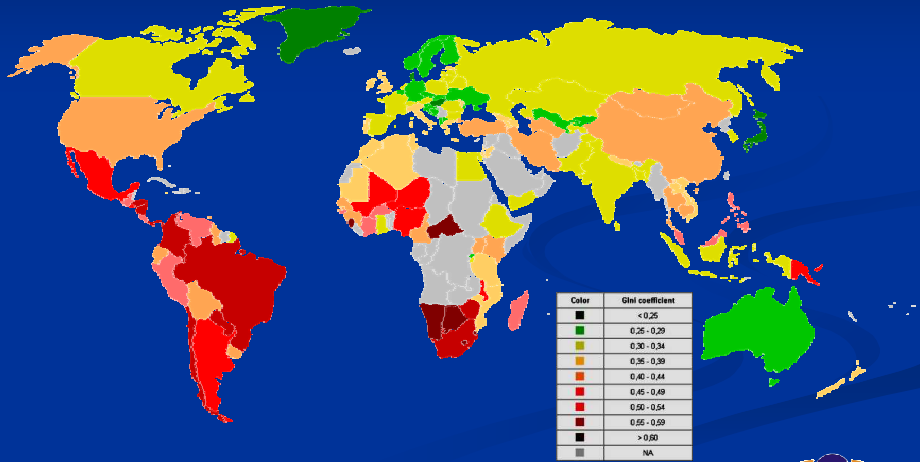 Color Gini coefficient
< 0,25
0,25 - 0,29
0,30 - 0,34
0,35 - 0,39
0,40 - 0,44
0,45 - 0,49
0,50 - 0,54
0,55 - 0,59
> 0,60
NA